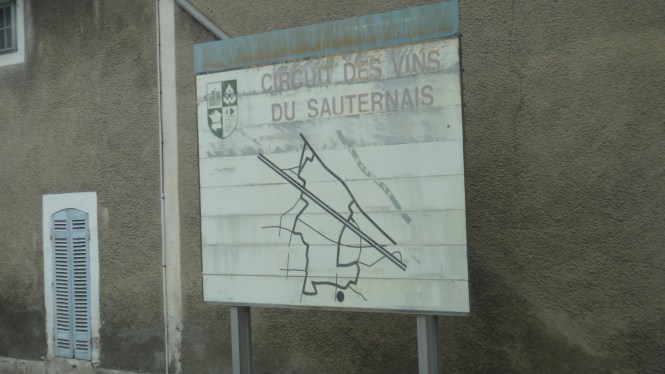 CIRCUIT DES VINS
DU SAUTERNAIS